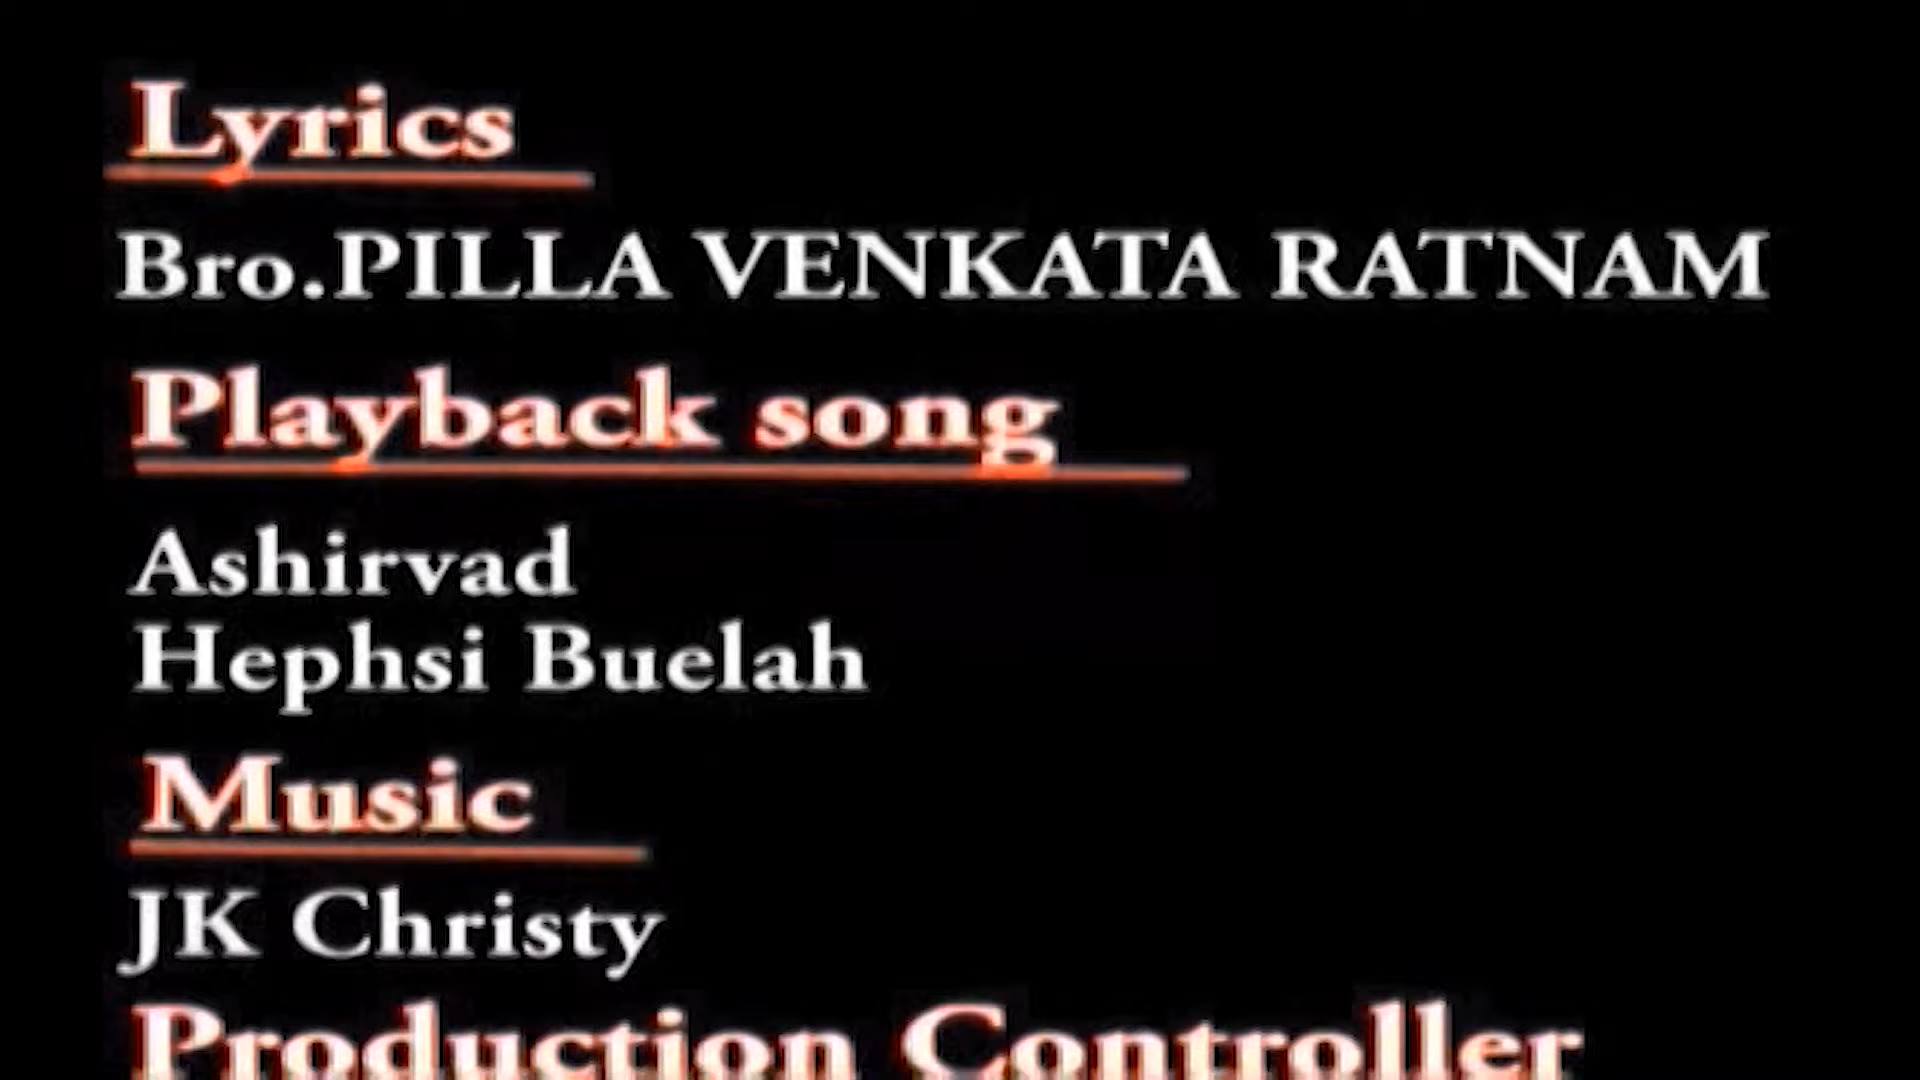 Lyrics
Bro.PILLA VENKATA RATNAM
Playback song
Ashirvad
Hephsi Buelah
Music
JK Christy
Production Controller